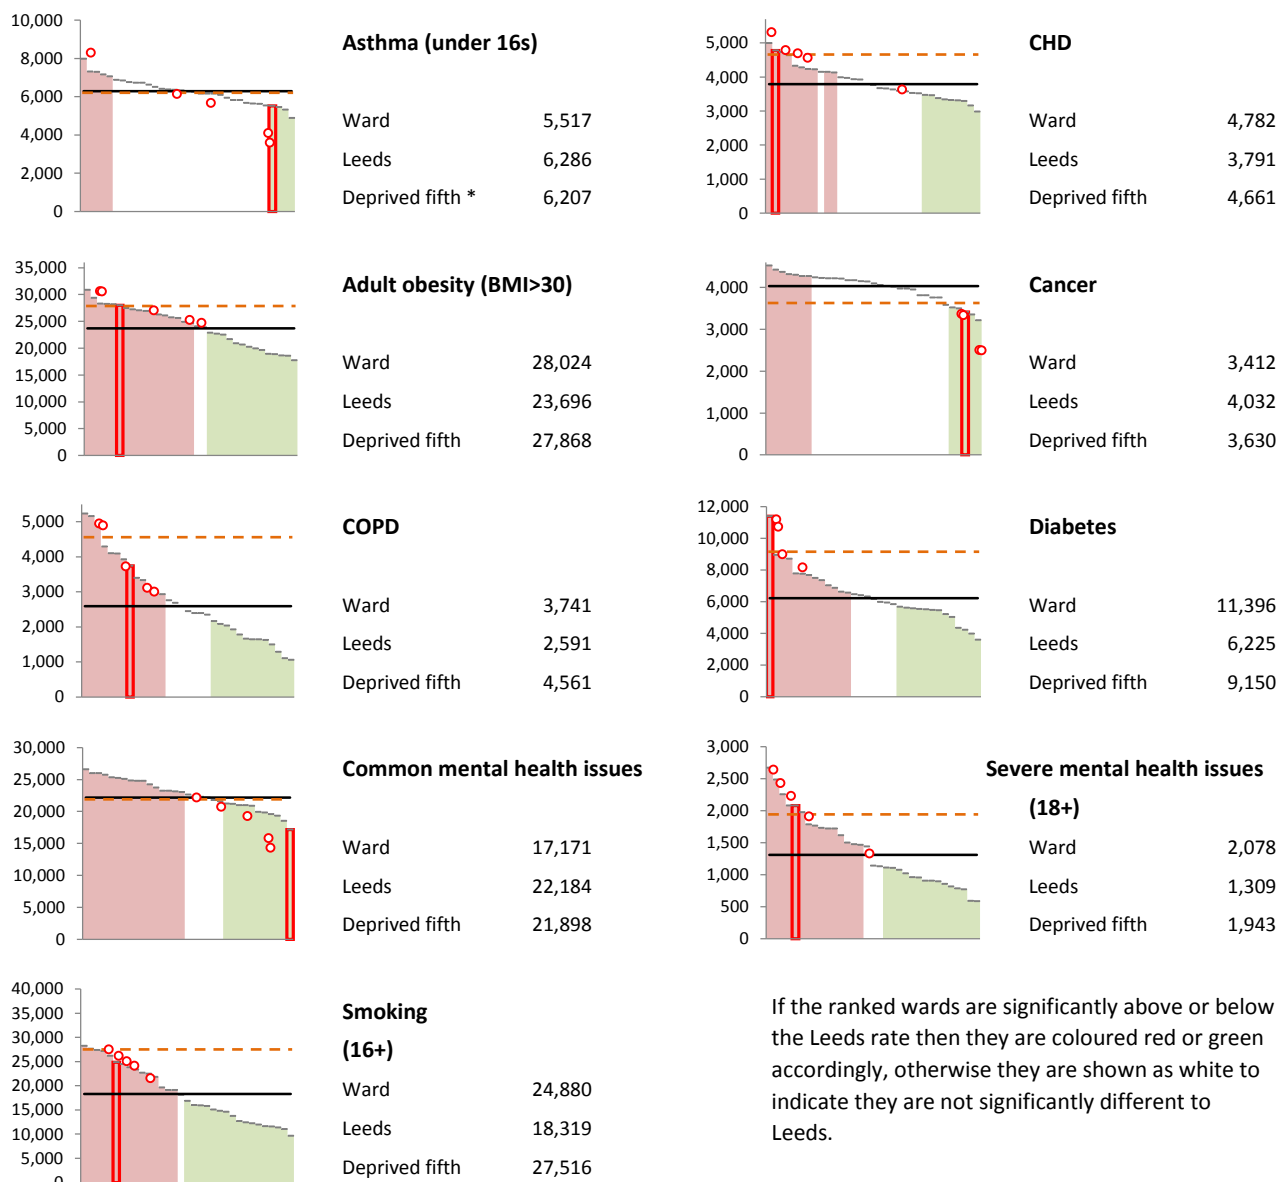 10,000
8,000
6,000
4,000
2,000
0
Asthma (under 16s)
Ward 5,517
Leeds 6,286
Deprived fifth * 6,207
5,000
4,000
3,000
2,000
1,000
0
CHD
Ward 4,782
Leeds 3,791
Deprived fifth 4,661
35,000
30,000
25,000
20,000
15,000
10,000
5,000
0
Adult obesity (BMI>30)
Ward 28,024
Leeds 23,696
Deprived fifth 27,868
4,000
3,000
2,000
1,000
0
Cancer
Ward 3,412
Leeds 4,032
Deprived fifth 3,630
5,000
4,000
3,000
2,000
1,000
0
COPD
Ward 3,741
Leeds 2,591
Deprived fifth 4,561
12,000
10,000
8,000
6,000
4,000
2,000
0
Diabetes
Ward 11,396
Leeds 6,225
Deprived fifth 9,150
30,000
25,000
20,000
15,000
10,000
5,000
0
Common mental health issues
Ward 17,171
Leeds 22,184
Deprived fifth 21,898
3,000
2,500
2,000
1,500
1,000
500
0
Severe mental health issues
(18+)
Ward 2,078
Leeds 1,309
Deprived fifth 1,943
40,000
35,000
30,000
25,000
20,000
15,000
10,000
5,000
0
Smoking
(16+)
Ward 24,880
Leeds 18,319
Deprived fifth 27,516
If the ranked wards are significantly above or below
the Leeds rate then they are coloured red or green
accordingly, otherwise they are shown as white to
indicate they are not significantly different to
Leeds.